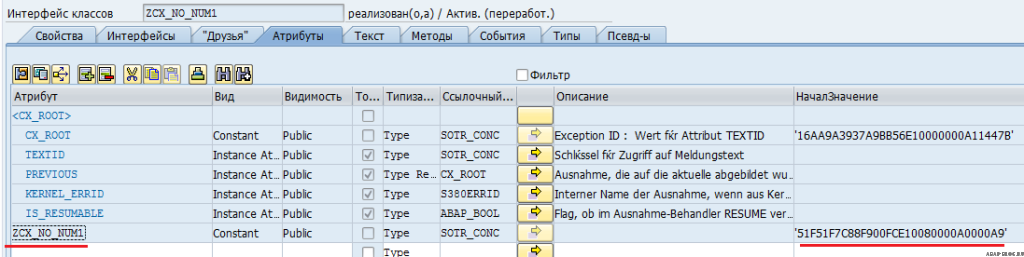 Интерфейс классов ZCX_NO_NUM1 реализован(о,а) / Актив. (переработ.)
Свойства Интерфейсы "Друзья" Атрибуты Текст Методы События Типы Псевд-ы
Фильтр
Атрибут Вид Видимость То... Типиза... Ссылочный... Описание НачалЗначение
<CX_ROOT>
CX_ROOT Constant Public Type SOTR_CONC Exception ID : Wert fќr Attribut TEXTID '16AA9A3937A9BB56E10000000A11447B'
TEXTID Instance At... Public Type SOTR_CONC Schlќssel fќr Zugriff auf Meldungstext
PREVIOUS Instance At... Public Type Re... CX_ROOT Ausnahme, die auf die aktuelle abgebildet wu...
KERNEL_ERRID Instance At... Public Type S380ERRID Interner Name der Ausnahme, wenn aus Ker...
IS_RESUMABLE Instance At... Public Type ABAP_BOOL Flag, ob im Ausnahme-Behandler RESUME ver...
ZCX_NO_NUM1 Constant Public Type SOTR_CONC '51F51F7C88F900FCE10080000A0000A9'
Type
ABAP-BLOG.RU